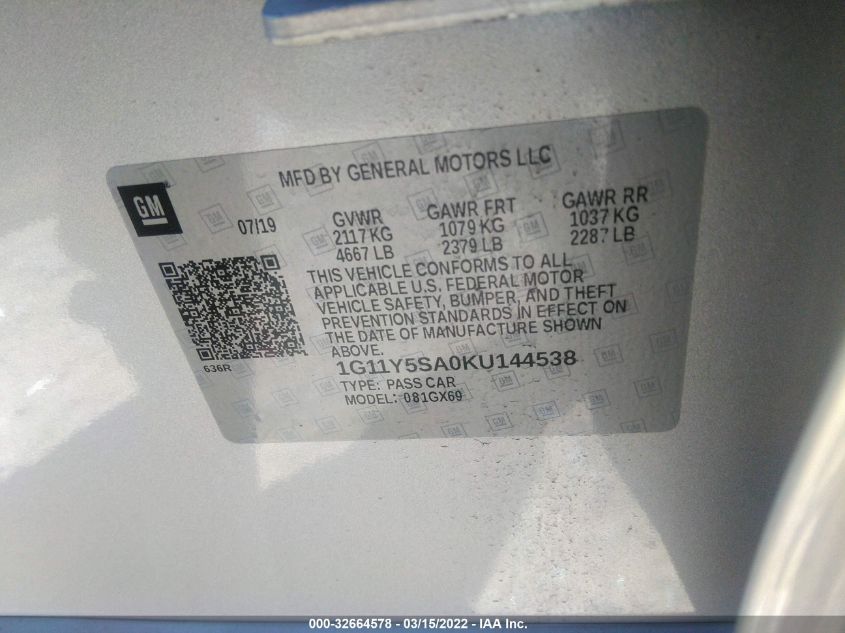 MFD BY GENERAL MOTORS LLC
GM
07/19
GVWR
2117 KG
4667 LB
GAWR FRT
1079 KG
2379 LB
GAWR RR
1037 KG
2287 LB
THIS VEHICLE CONFORMS TO ALL
APPLICABLE U.S. FEDERAL MOTOR
VEHICLE SAFETY, BUMPER, AND THEFT
PREVENTION STANDARDS IN EFFECT ON
THE DATE OF MANUFACTURE SHOWN
ABOVE.
636R
1G11Y5SA0KU144538
TYPE: PASS CAR
MODEL: 081GX69
000-32664578 - 03/15/2022 - IAA Inc.